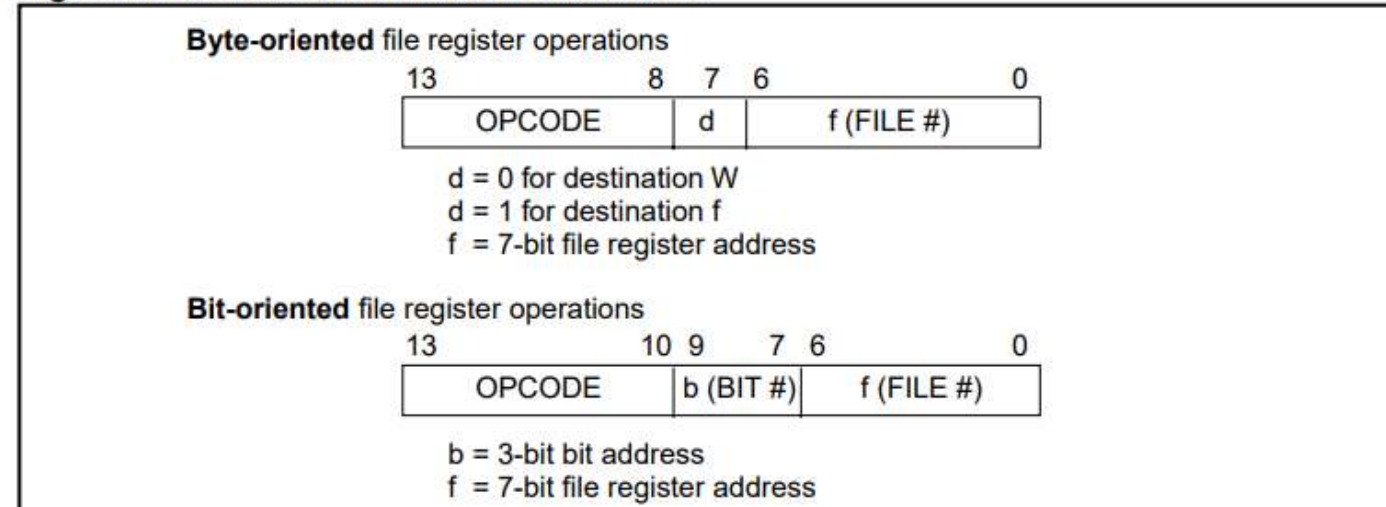 Byte-oriented file register operations
13 8 7 6 0
OPCODE d f (FILE #)
d = 0 for destination W
d = 1 for destination f
f = 7-bit file register address
Bit-oriented file register operations
13 10 9 7 6 0
OPCODE b (BIT #) f (FILE #)
b = 3-bit bit address
f = 7-bit file register address